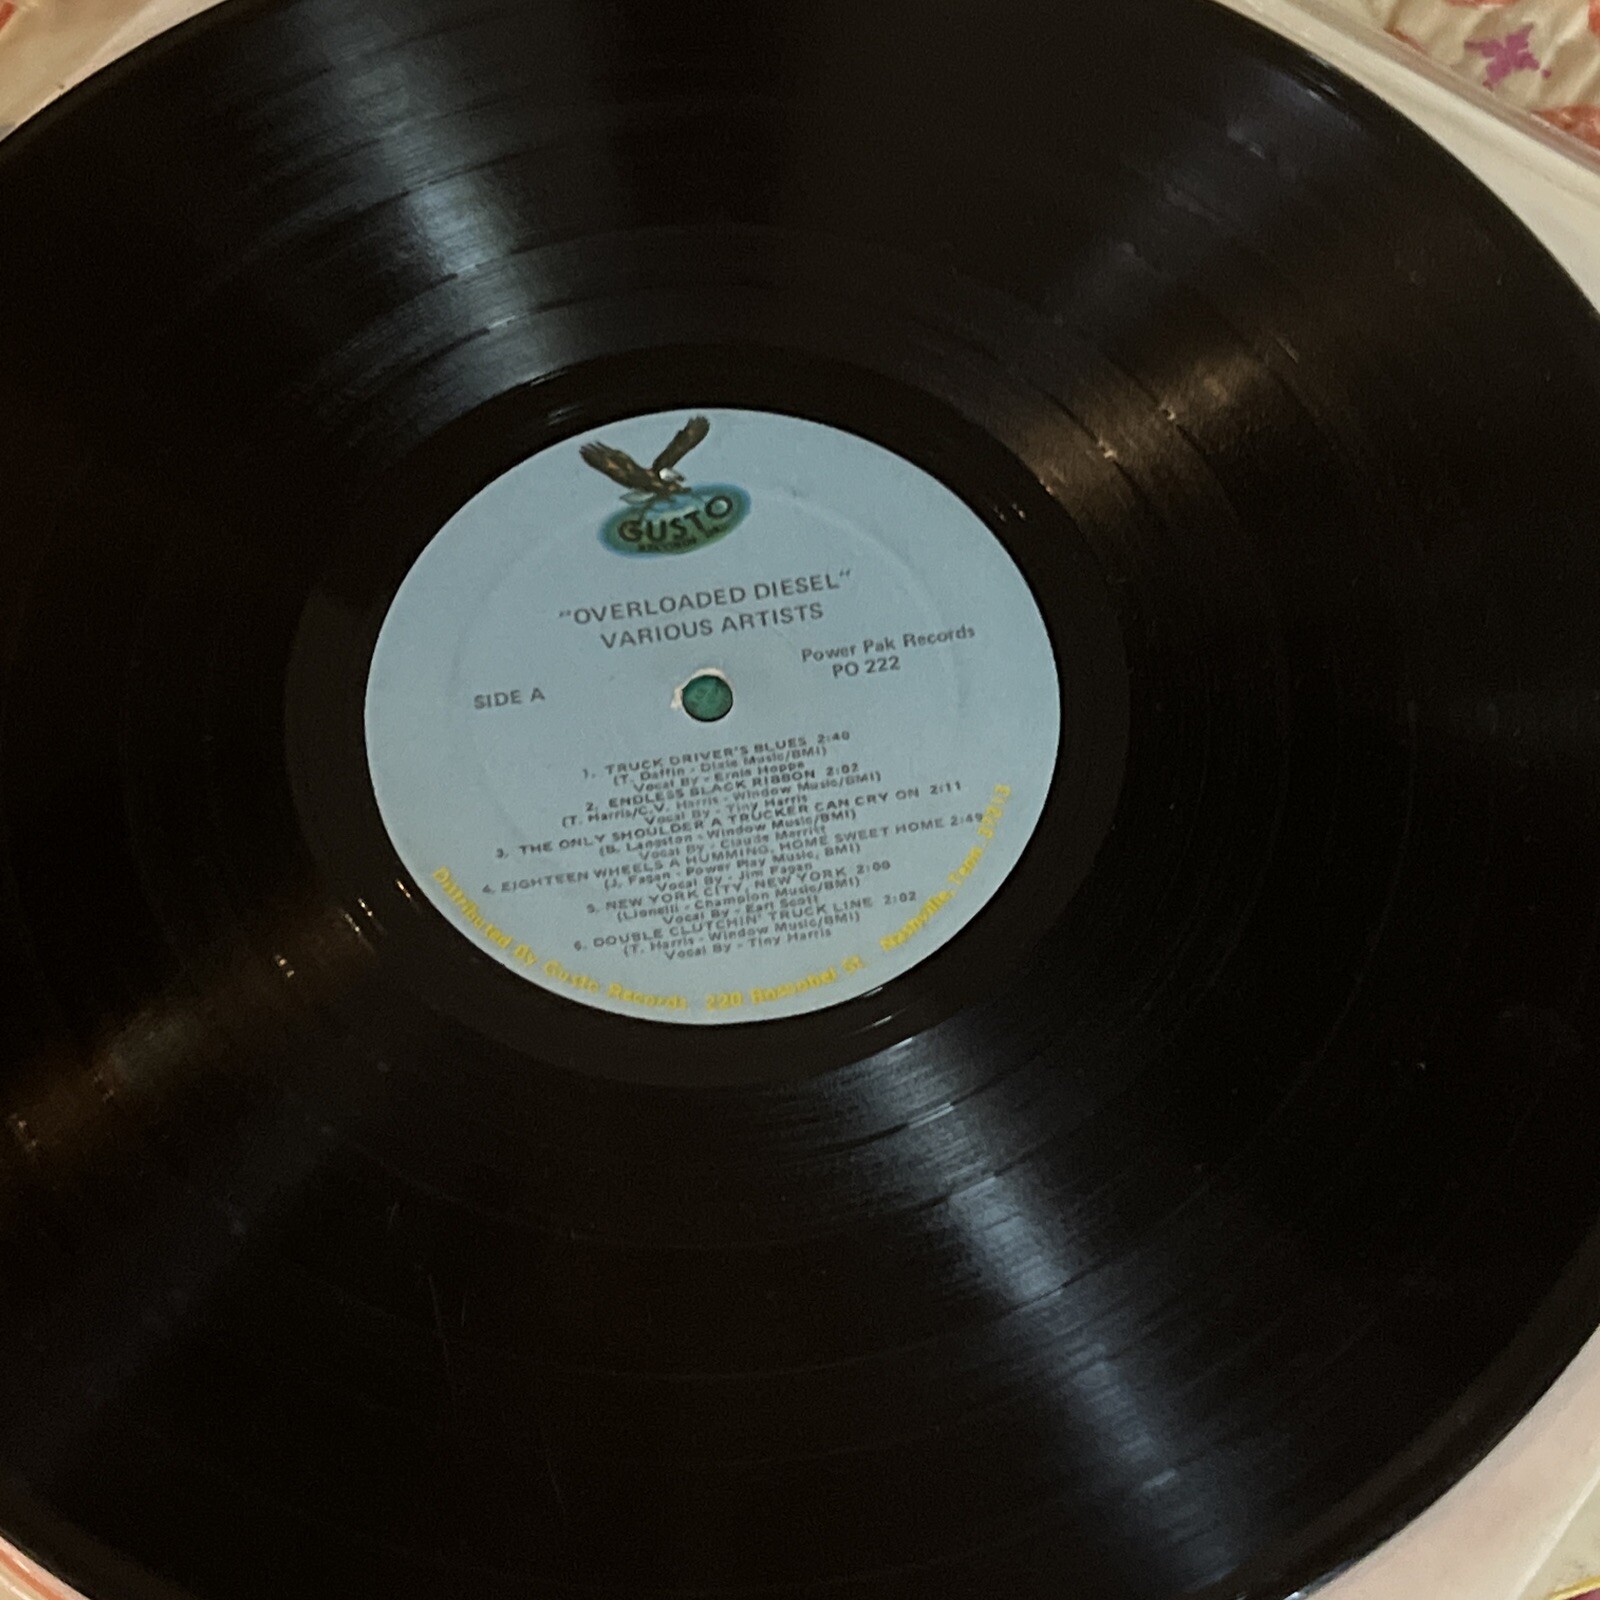 GUSTO
RECORDS INC.
"OVERLOADED DIESEL"
VARIOUS ARTISTS
Power Pak Records
PO 222
SIDE A
1. TRUCK DRIVER'S BLUES 2:40
(T. Daffin - Dixie Music/BMI)
Vocal By - Ernie Hoppe
2. ENDLESS BLACK RIBBON 2:02
(T. Harris/C.V. Harris - Window Music/BMI)
Vocal By - Tiny Harris
3. THE ONLY SHOULDER A TRUCKER CAN CRY ON 2:11
(B. Langston - Window Music/BMI)
Vocal By - Claude Merritt
4. EIGHTEEN WHEELS A HUMMING, HOME SWEET HOME 2:49
(J. Fagan - Power Play Music, BMI)
Vocal By - Jim Fagan
5. NEW YORK CITY, NEW YORK 2:00
(Lionelli - Champion Music/BMI)
Vocal By - Earl Scott
6. DOUBLE CLUTCHIN' TRUCK LINE 2:02
(T. Harris - Window Music/BMI)
Vocal By - Tiny Harris
Distributed By Gusto Records 220 Boscobel St. Nashville, Tenn. 37213